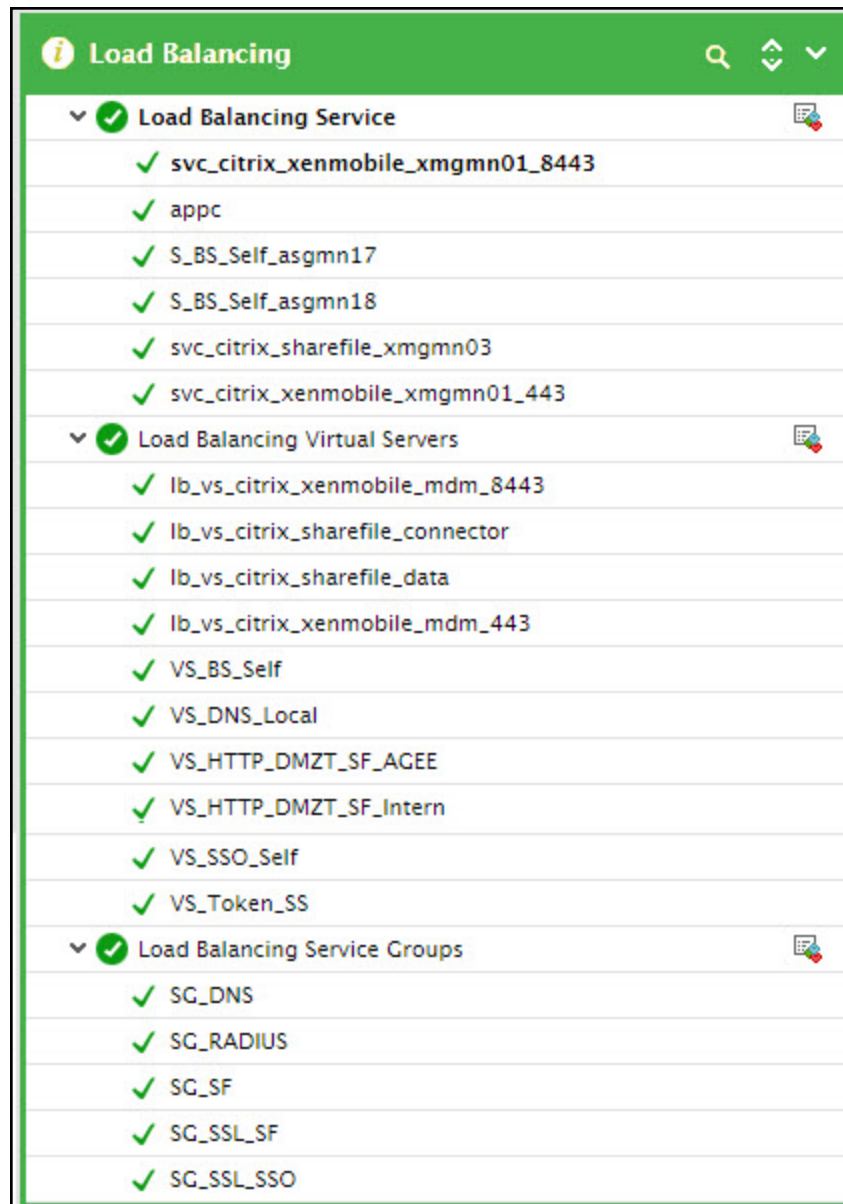 Load Balancing
Load Balancing Service
svc_citrix_xenmobile_xmgmn01_8443
appc
S_BS_Self_asgmn17
S_BS_Self_asgmn18
svc_citrix_sharefile_xmgmn03
svc_citrix_xenmobile_xmgmn01_443
Load Balancing Virtual Servers
lb_vs_citrix_xenmobile_mdm_8443
lb_vs_citrix_sharefile_connector
lb_vs_citrix_sharefile_data
lb_vs_citrix_xenmobile_mdm_443
VS_BS_Self
VS_DNS_Local
VS_HTTP_DMZT_SF_AGEE
VS_HTTP_DMZT_SF_Intern
VS_SSO_Self
VS_Token_SS
Load Balancing Service Groups
SG_DNS
SG_RADIUS
SG_SF
SG_SSL_SF
SG_SSL_SSO